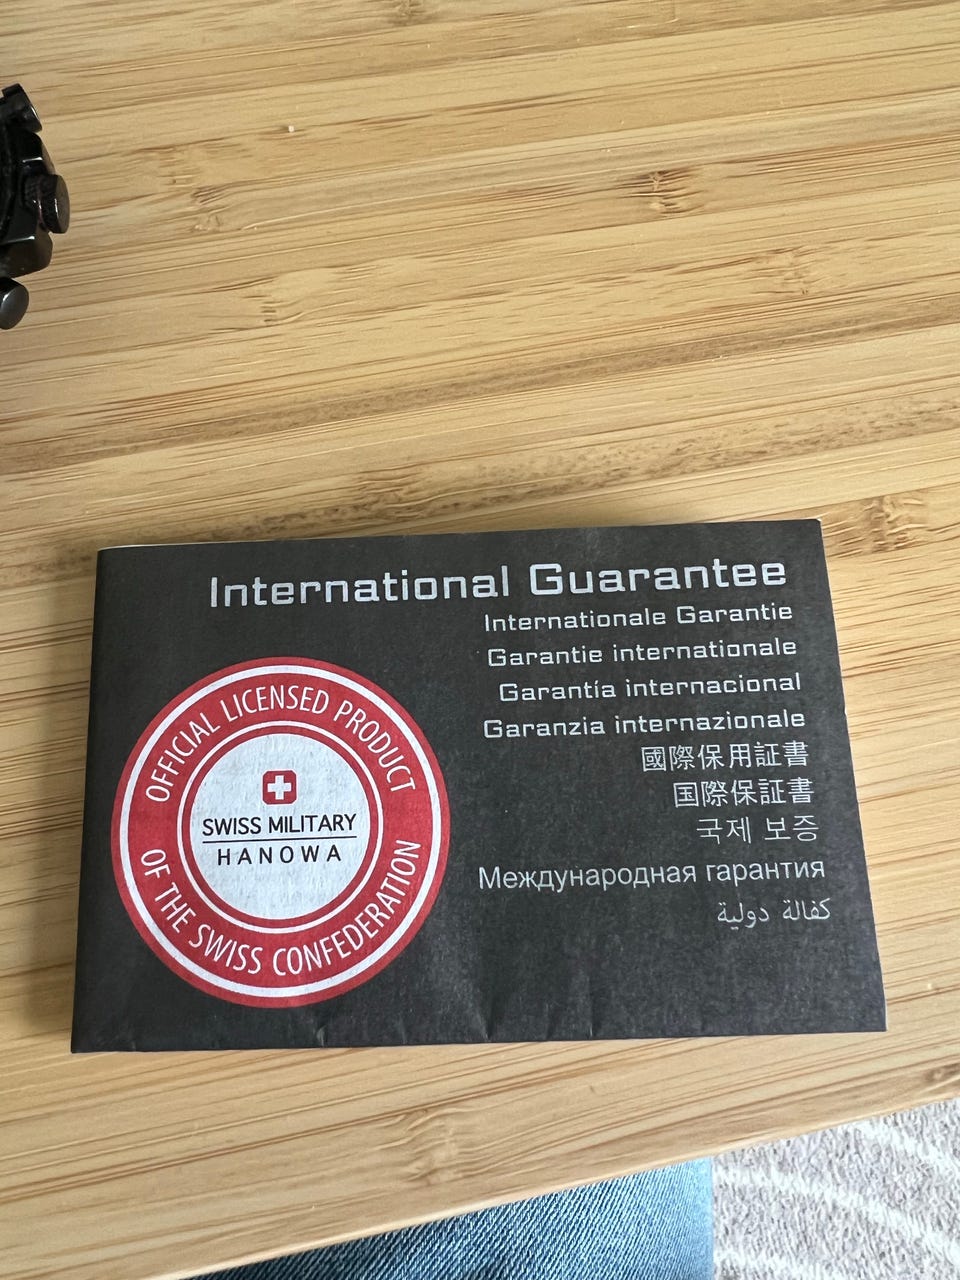 International Guarantee
Internationale Garantie
Garantie internationale
Garantía internacional
Garanzia internazionale
國際保用証書
国際保証書
국제 보증
Международная гарантия
كفالة دولية
OFFICIAL LICENSED PRODUCT
SWISS MILITARY
HANOWA
OF THE SWISS CONFEDERATION